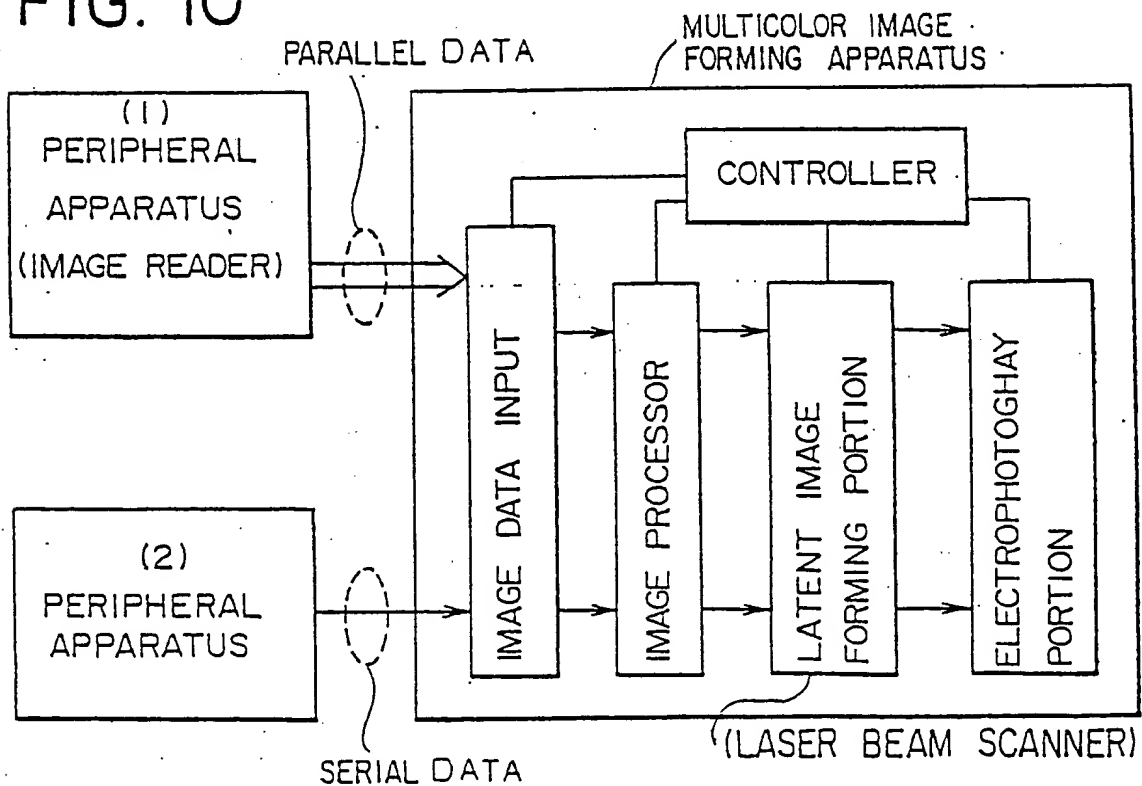 FIG. 10
PARALLEL DATA
MULTICOLOR IMAGE
FORMING APPARATUS
(1)
PERIPHERAL
APPARATUS
(IMAGE READER)
CONTROLLER
IMAGE DATA INPUT
IMAGE PROCESSOR
LATENT IMAGE
FORMING PORTION
ELECTROPHOTOGHAY
PORTION
(2)
PERIPHERAL
APPARATUS
SERIAL DATA
(LASER BEAM SCANNER)